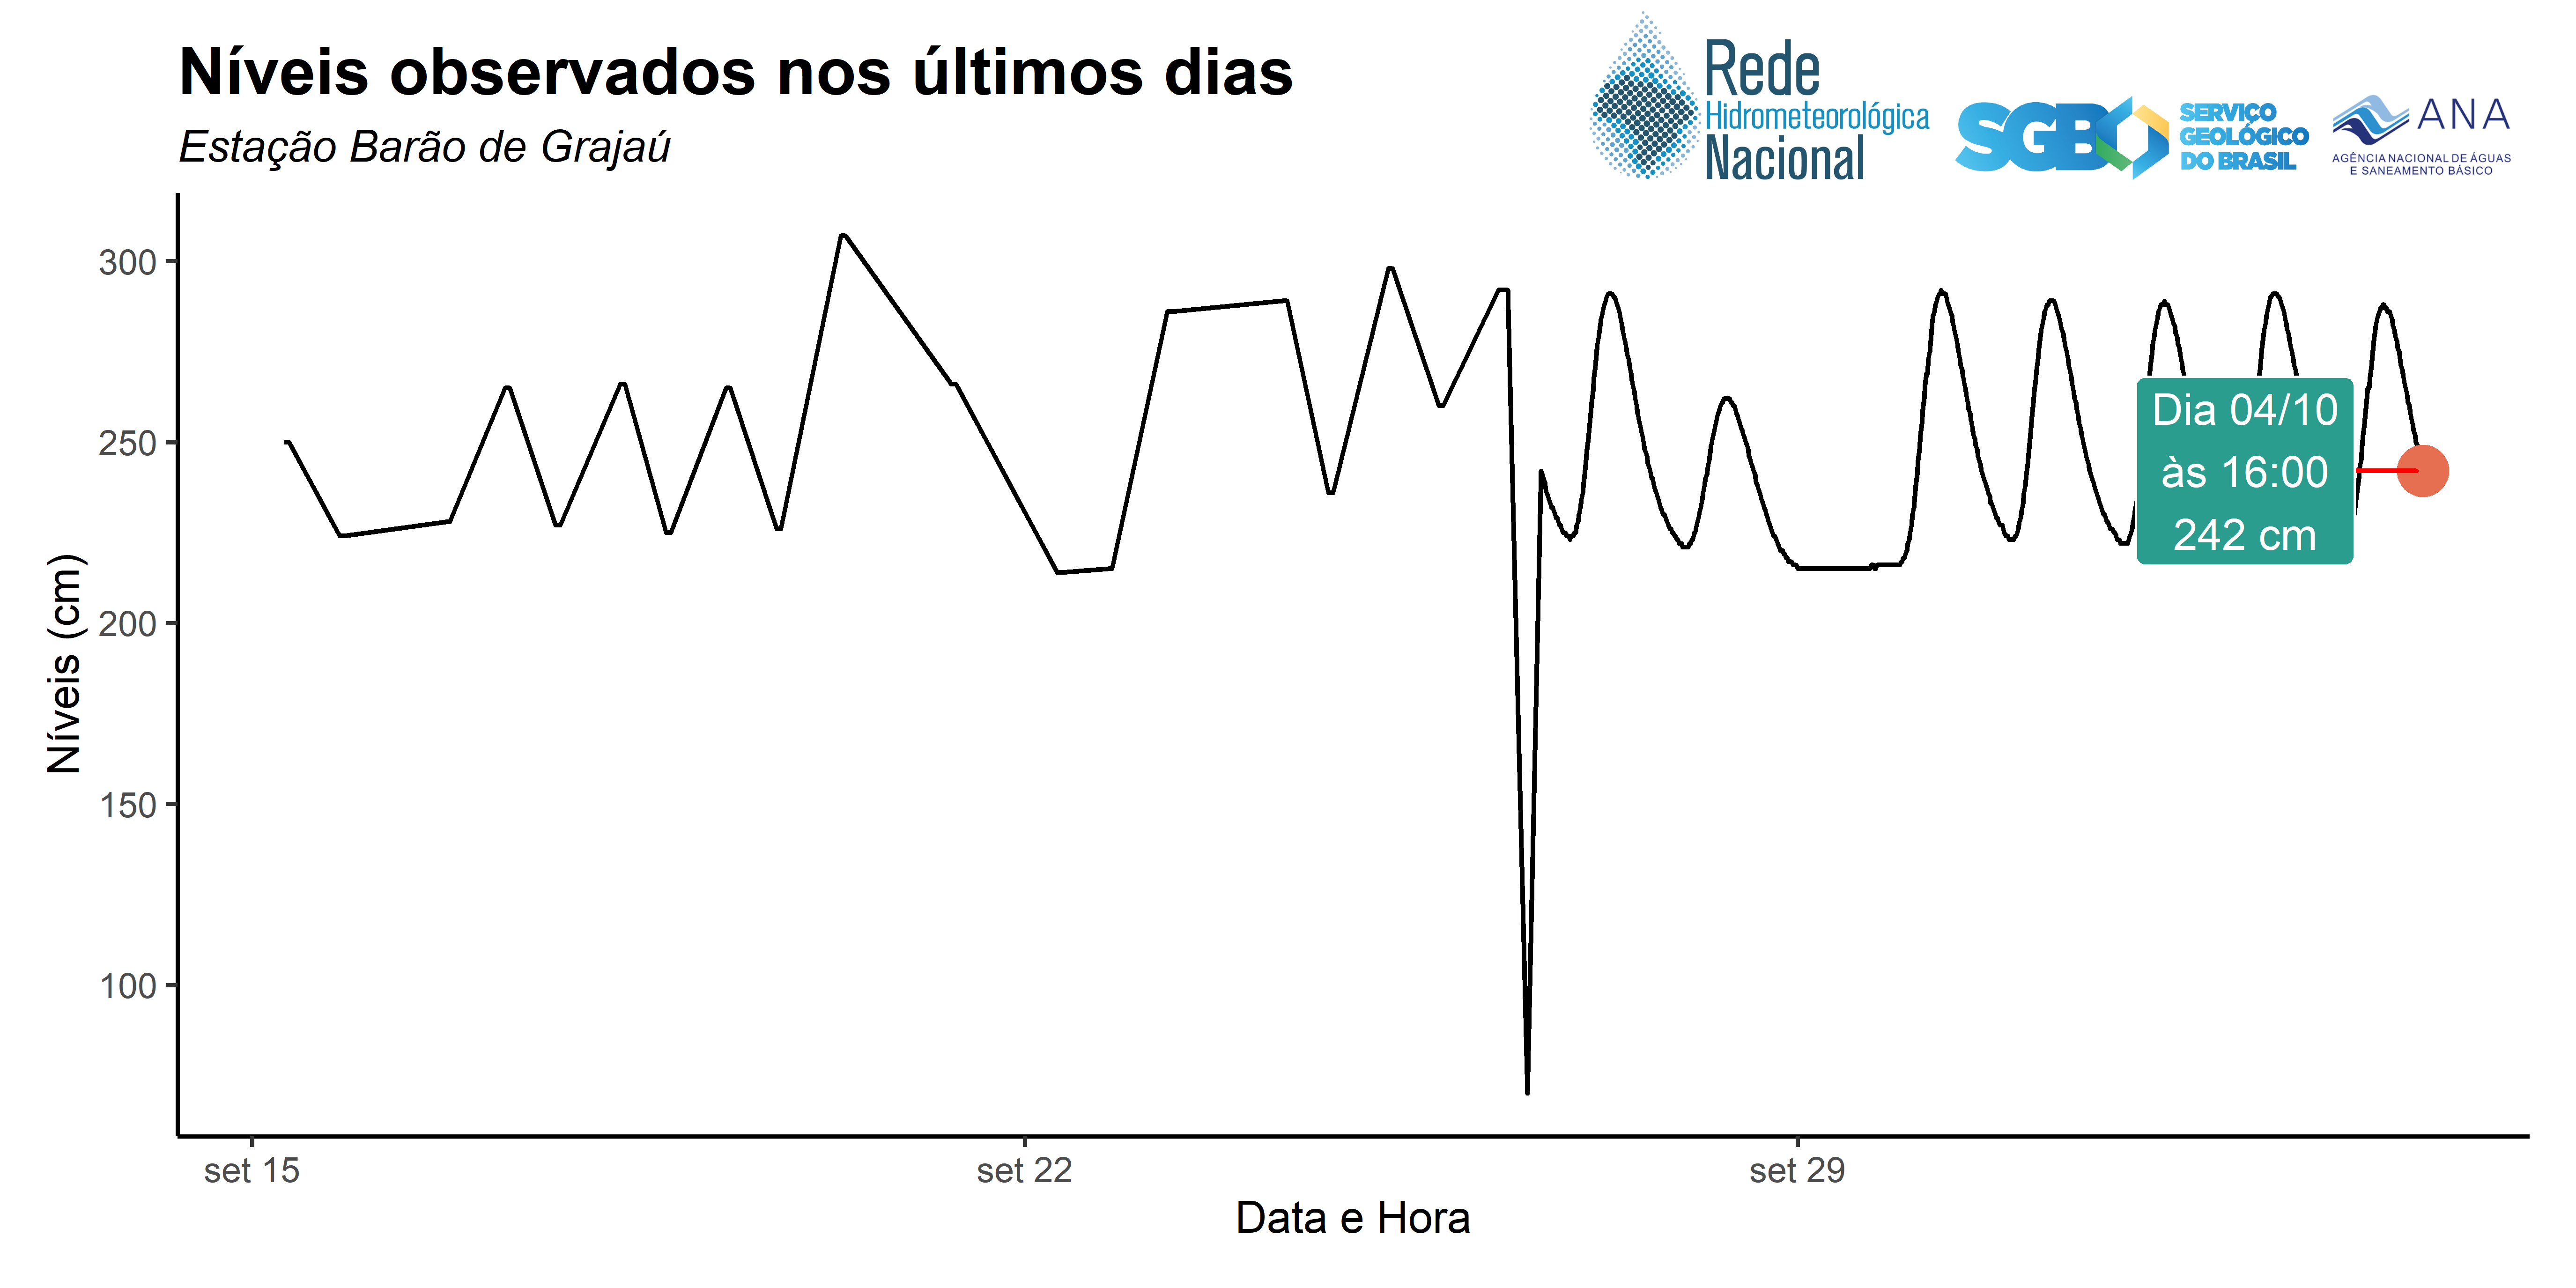 Níveis observados nos últimos dias
Estação Barão de Grajaú
Rede
Hidrometeorológica
Nacional
SGB
SERVIÇO
GEOLÓGICO
DO BRASIL
ANA
AGÊNCIA NACIONAL DE ÁGUAS
E SANEAMENTO BÁSICO
Níveis (cm)
300
250
200
150
100
Dia 04/10
às 16:00
242 cm
set 15
set 22
set 29
Data e Hora